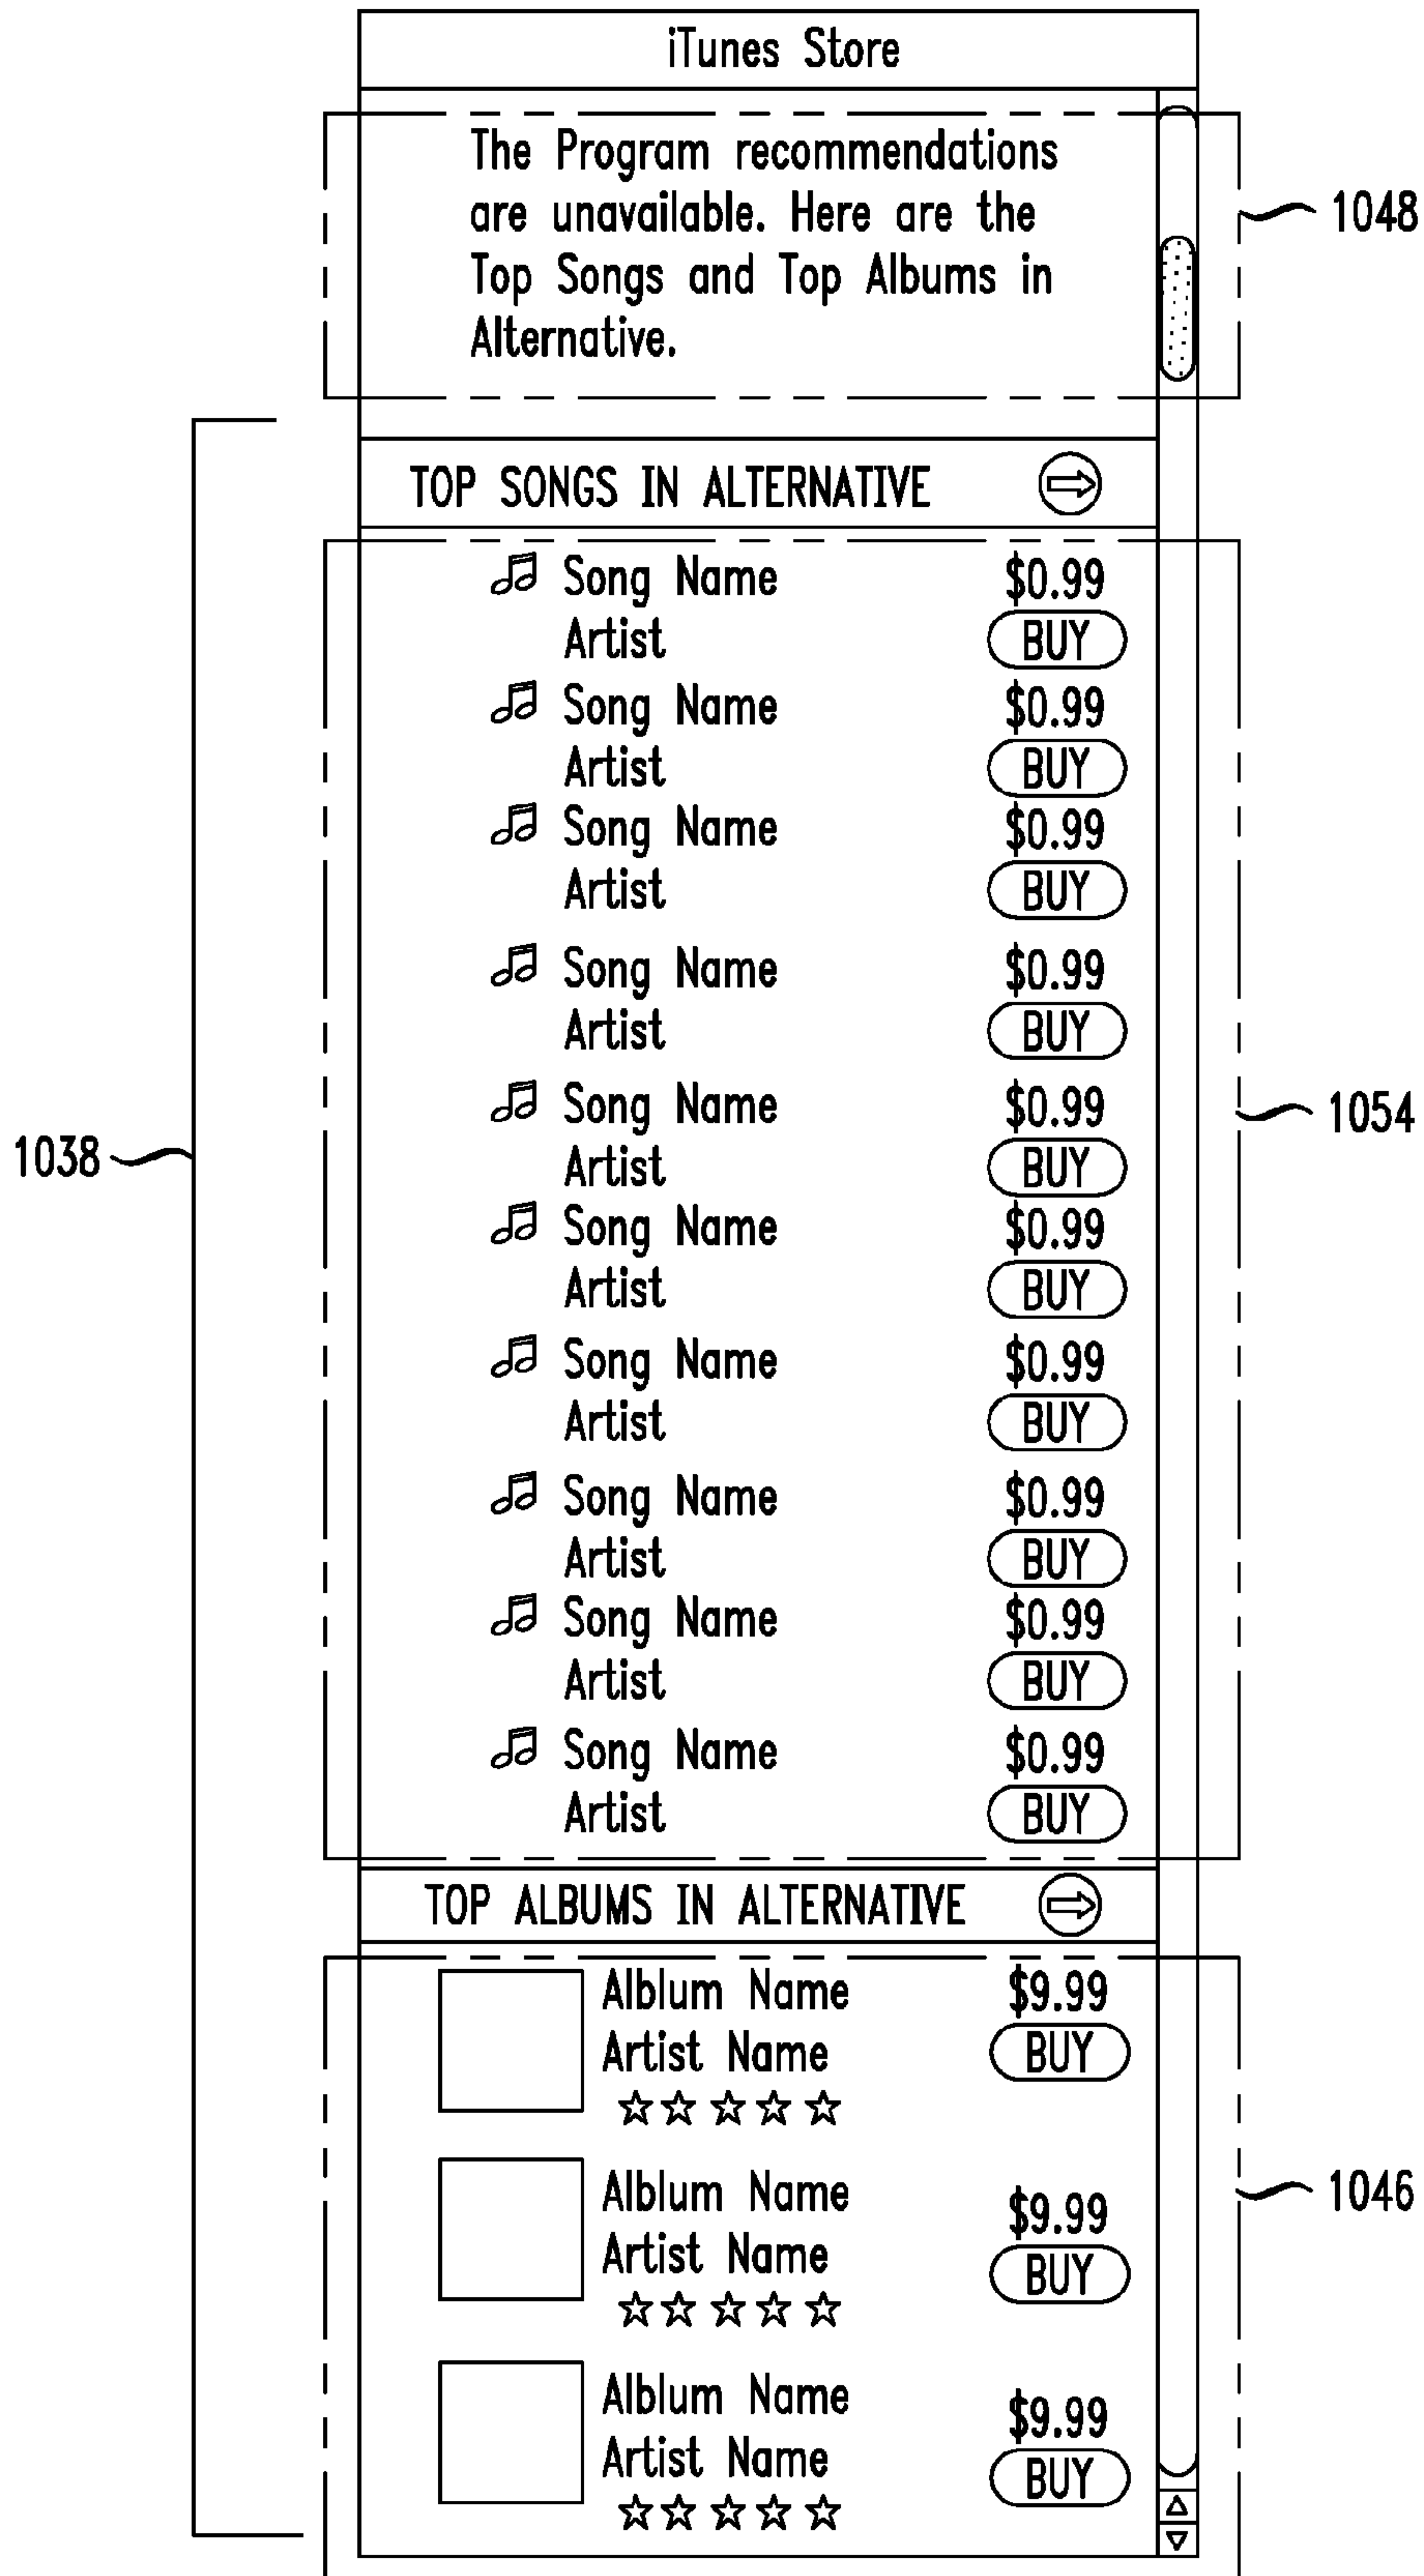 iTunes Store
The Program recommendations
are unavailable. Here are the
Top Songs and Top Albums in
Alternative.
1048
TOP SONGS IN ALTERNATIVE
Song Name $0.99
Artist BUY
Song Name $0.99
Artist BUY
Song Name $0.99
Artist BUY
Song Name $0.99
Artist BUY
Song Name $0.99
1054
Artist BUY
1038
Song Name $0.99
Artist BUY
Song Name $0.99
Artist BUY
Song Name $0.99
Artist BUY
Song Name $0.99
Artist BUY
Song Name $0.99
Artist BUY
TOP ALBUMS IN ALTERNATIVE
Alblum Name $9.99
Artist Name BUY
Alblum Name $9.99
1046
Artist Name BUY
Alblum Name $9.99
Artist Name BUY